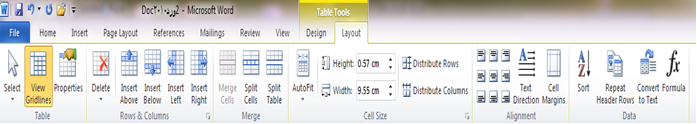 Doc2وورد۰۱ - Microsoft Word
Table Tools
File Home Insert Page Layout References Mailings Review View Design Layout
Select View Gridlines Properties
Delete Insert Above Insert Below Insert Left Insert Right
Merge Cells Split Cells Split Table
AutoFit Height: 0.57 cm Distribute Rows
Width: 9.55 cm Distribute Columns
Text Direction Cell Margins
Sort Repeat Header Rows Convert to Text Formula
Table Rows & Columns Merge Cell Size Alignment Data